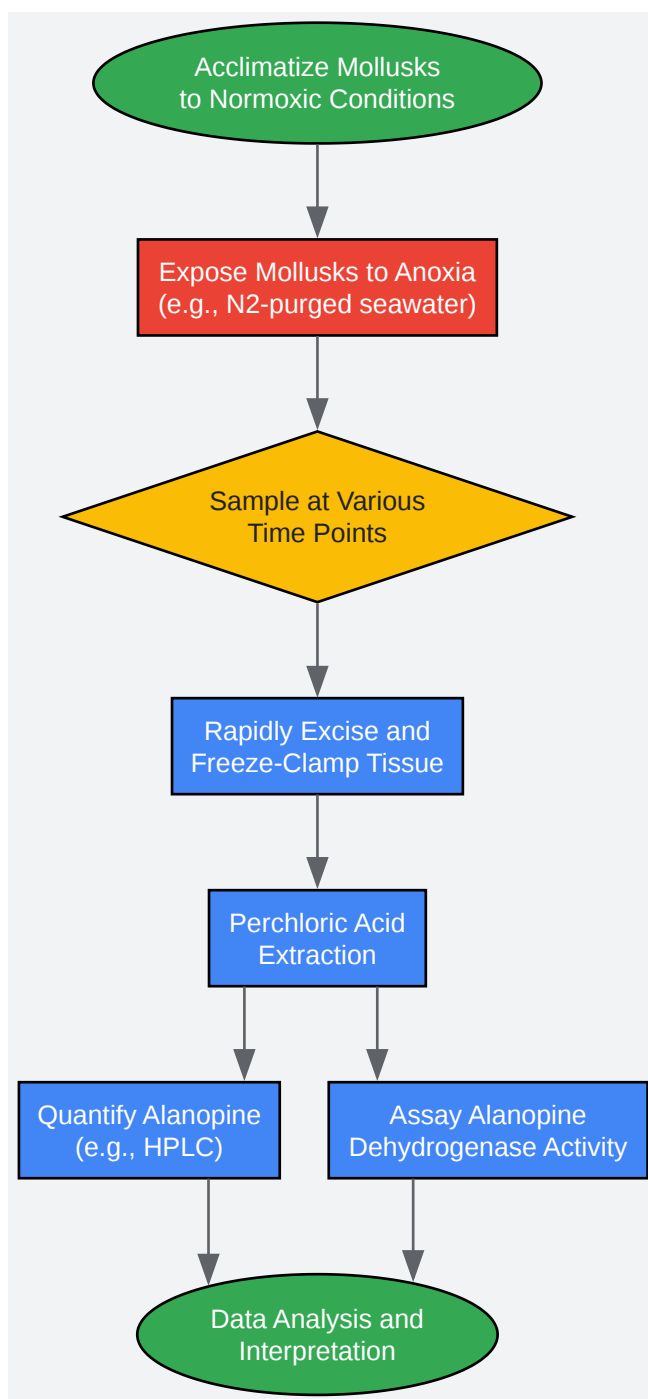 Acclimatize Mollusks
to Normoxic Conditions
Expose Mollusks to Anoxia
(e.g., N2-purged seawater)
Sample at Various
Time Points
Rapidly Excise and
Freeze-Clamp Tissue
Perchloric Acid
Extraction
Quantify Alanopine
(e.g., HPLC)
Assay Alanopine
Dehydrogenase Activity
Data Analysis and
Interpretation